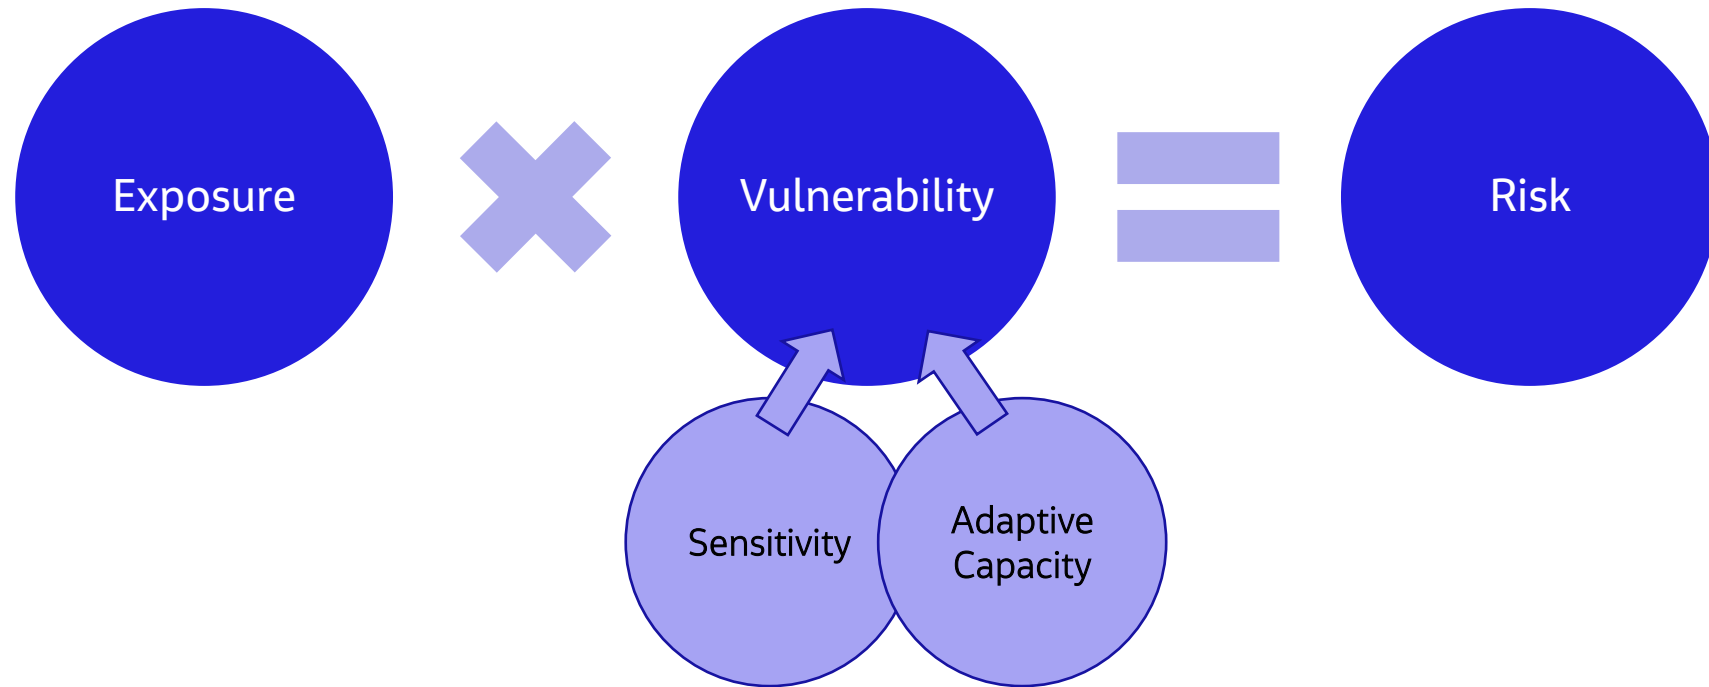 Exposure
Vulnerability
Risk
Sensitivity
Adaptive
Capacity